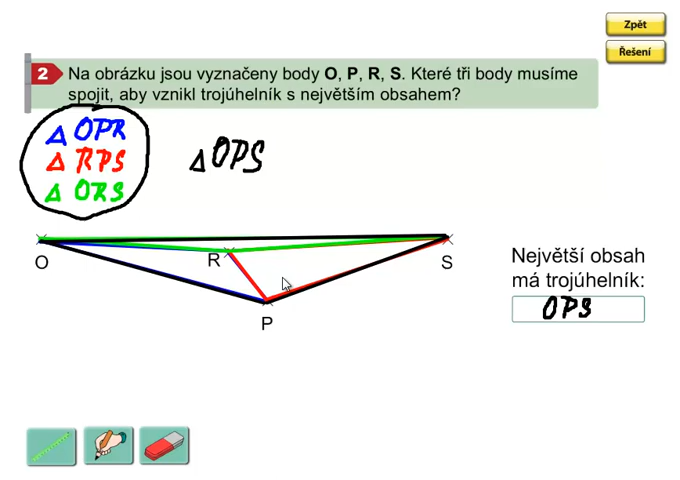 Zpět
Řešení
2 Na obrázku jsou vyznačeny body O, P, R, S. Které tři body musíme
spojit, aby vznikl trojúhelník s největším obsahem?
Δ OPR
Δ RPS
Δ ORS
Δ OPS
O
R
S
P
Největší obsah
má trojúhelník:
OPS